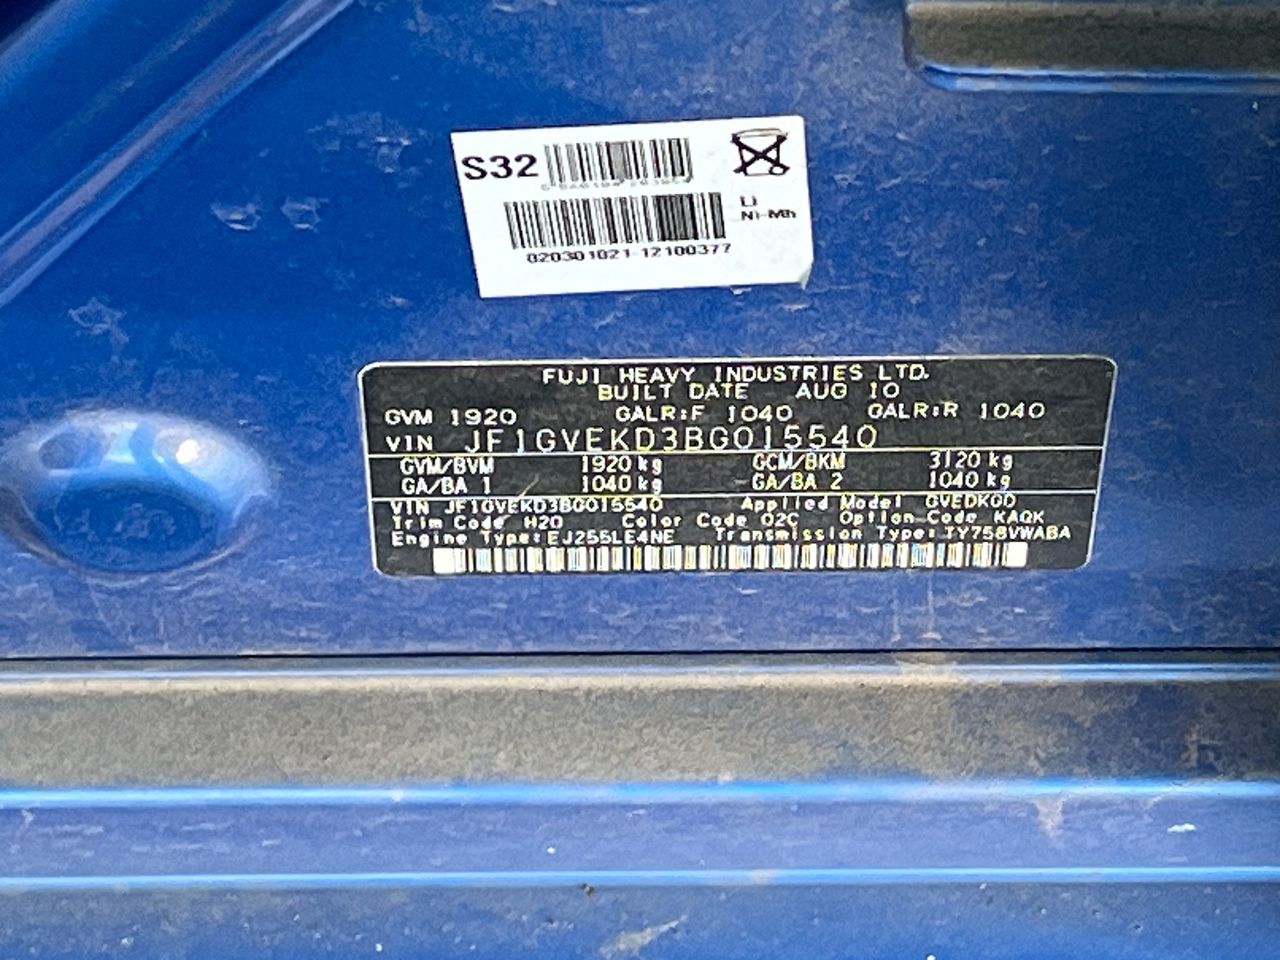 S32
020301021-12100377
Li
Ni-Mh
FUJI HEAVY INDUSTRIES LTD.
BUILT DATE AUG 10
GVM 1920 GALR:F 1040 GALR:R 1040
VIN JF1GVEKD3BG015540
GVM/BVM 1920 kg GCM/BKM 3120 kg
GA/BA 1 1040 kg GA/BA 2 1040 kg
VIN JF1GVEKD3BG015540 Applied Model GVEDKGD
Trim Code H20 Color Code 02C Option Code KAQK
Engine Type: EJ255LE4NE Transmission Type: TY758VWABA